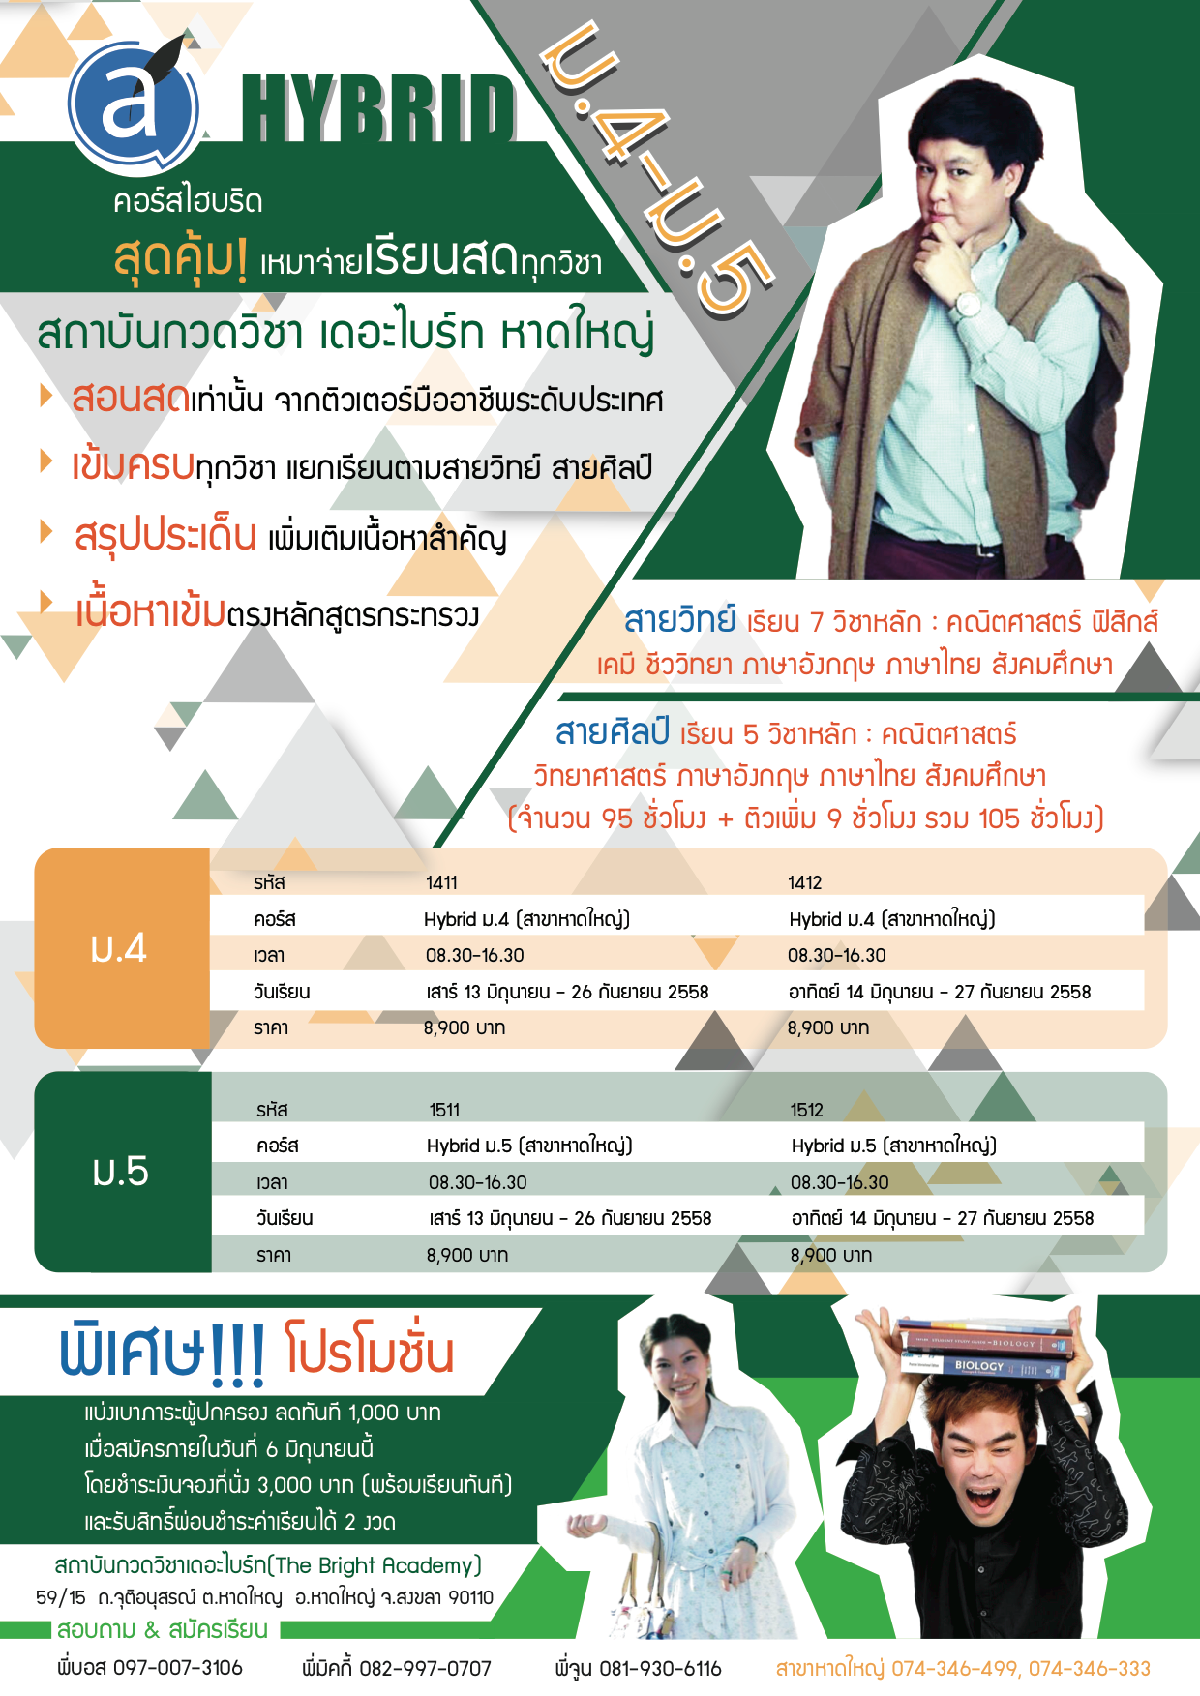 a
HYBRID
ม.4-ม.5
คอร์สไฮบริด
สุดคุ้ม! เหมาจ่ายเรียนสดทุกวิชา
สถาบันกวดวิชา เดอะไบร์ท หาดใหญ่
สอนสดเท่านั้น จากติวเตอร์มืออาชีพระดับประเทศ
เข้มครบทุกวิชา แยกเรียนตามสายวิทย์ สายศิลป์
สรุปประเด็น เพิ่มเติมเนื้อหาสำคัญ
เนื้อหาเข้มตรงหลักสูตรกระทรวง
สายวิทย์ เรียน 7 วิชาหลัก : คณิตศาสตร์ ฟิสิกส์
เคมี ชีววิทยา ภาษาอังกฤษ ภาษาไทย สังคมศึกษา
สายศิลป์ เรียน 5 วิชาหลัก : คณิตศาสตร์
วิทยาศาสตร์ ภาษาอังกฤษ ภาษาไทย สังคมศึกษา
(จำนวน 95 ชั่วโมง + ติวเพิ่ม 9 ชั่วโมง รวม 105 ชั่วโมง)
ม.4
รหัส 1411 1412
คอร์ส Hybrid ม.4 (สาขาหาดใหญ่) Hybrid ม.4 (สาขาหาดใหญ่)
เวลา 08.30-16.30 08.30-16.30
วันเรียน เสาร์ 13 มิถุนายน - 26 กันยายน 2558 อาทิตย์ 14 มิถุนายน - 27 กันยายน 2558
ราคา 8,900 บาท 8,900 บาท
ม.5
รหัส 1511 1512
คอร์ส Hybrid ม.5 (สาขาหาดใหญ่) Hybrid ม.5 (สาขาหาดใหญ่)
เวลา 08.30-16.30 08.30-16.30
วันเรียน เสาร์ 13 มิถุนายน - 26 กันยายน 2558 อาทิตย์ 14 มิถุนายน - 27 กันยายน 2558
ราคา 8,900 บาท 8,900 บาท
พิเศษ!!! โปรโมชั่น
แบ่งเบาภาระผู้ปกครอง ลดทันที 1,000 บาท
เมื่อสมัครภายในวันที่ 6 มิถุนายนนี้
โดยชำระเงินจองที่นั่ง 3,000 บาท (พร้อมเรียนทันที)
และรับสิทธิ์ผ่อนชำระค่าเรียนได้ 2 งวด
BIOLOGY
BIOLOGY
สถาบันกวดวิชาเดอะไบร์ท(The Bright Academy)
59/15 ถ.จุติอนุสรณ์ ต.หาดใหญ อ.หาดใหญ่ จ.สงขลา 90110
สอบถาม & สมัครเรียน
พี่บอส 097-007-3106 พี่มิคกี้ 082-997-0707 พี่จูน 081-930-6116 สาขาหาดใหญ่ 074-346-499, 074-346-333